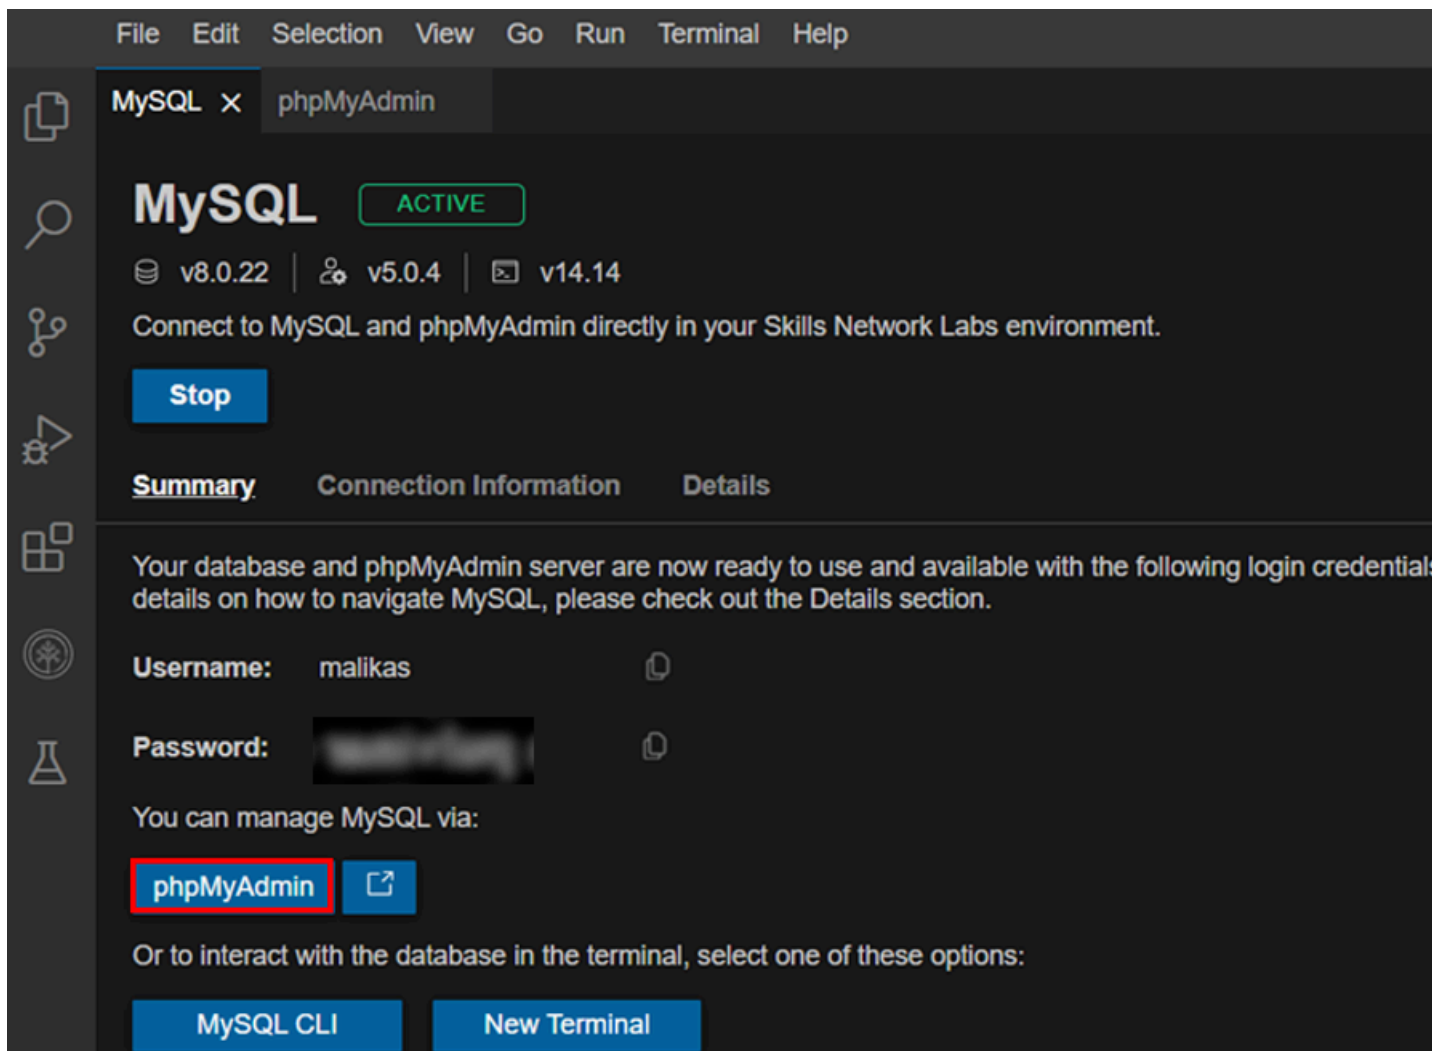 File Edit Selection View Go Run Terminal Help
MySQL phpMyAdmin
MySQL ACTIVE
v8.0.22 v5.0.4 v14.14
Connect to MySQL and phpMyAdmin directly in your Skills Network Labs environment.
Stop
Summary Connection Information Details
Your database and phpMyAdmin server are now ready to use and available with the following login credentials
details on how to navigate MySQL, please check out the Details section.
Username: malikas
Password:
You can manage MySQL via:
phpMyAdmin
Or to interact with the database in the terminal, select one of these options:
MySQL CLI New Terminal